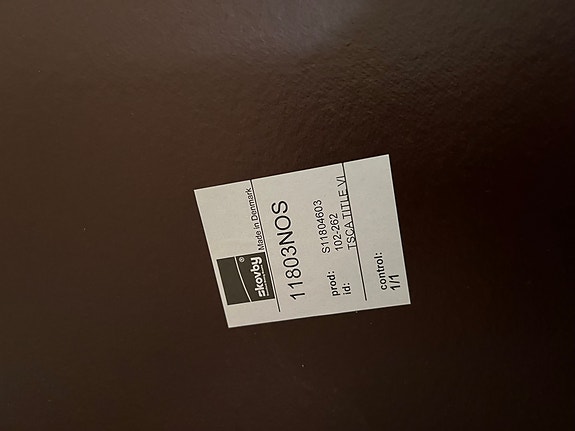 skovby®
Made in Denmark
11803NOS
prod: S11804603
id: 102-262
TSCA TITLE VI
control:
1/1